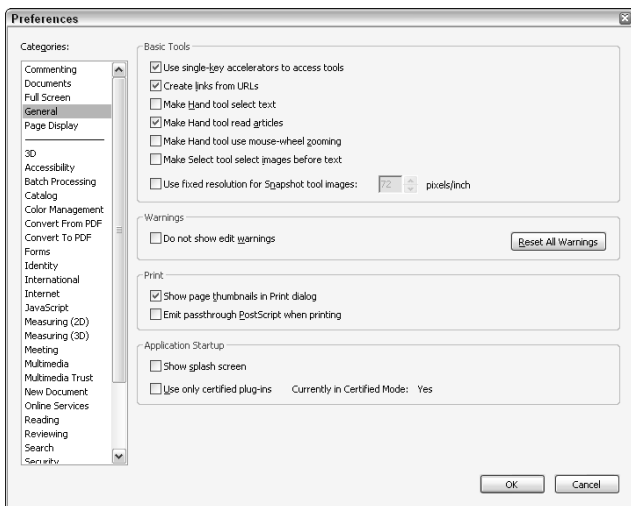 Preferences
Categories:
Commenting
Documents
Full Screen
General
Page Display
3D
Accessibility
Batch Processing
Catalog
Color Management
Convert From PDF
Convert To PDF
Forms
Identity
International
Internet
JavaScript
Measuring (2D)
Measuring (3D)
Meeting
Multimedia
Multimedia Trust
New Document
Online Services
Reading
Reviewing
Search
Security
Basic Tools
Use single-key accelerators to access tools
Create links from URLs
Make Hand tool select text
Make Hand tool read articles
Make Hand tool use mouse-wheel zooming
Make Select tool select images before text
Use fixed resolution for Snapshot tool images: 72 pixels/inch
Warnings
Do not show edit warnings
Reset All Warnings
Print
Show page thumbnails in Print dialog
Emit passthrough PostScript when printing
Application Startup
Show splash screen
Use only certified plug-ins Currently in Certified Mode: Yes
OK Cancel